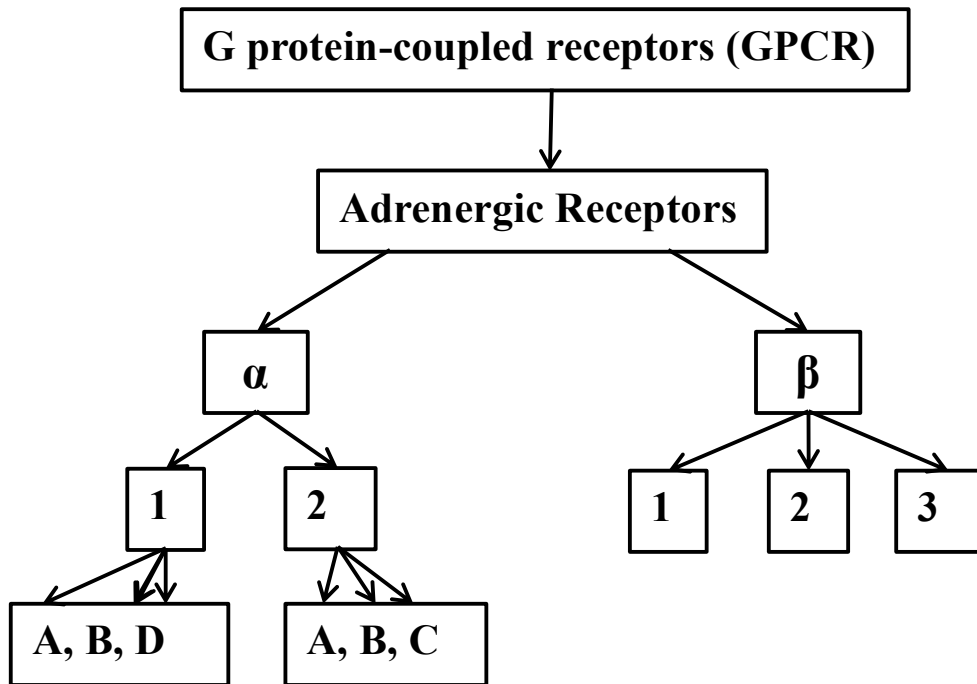 G protein-coupled receptors (GPCR)
Adrenergic Receptors
α
β
1
2
1
2
3
A, B, D
A, B, C